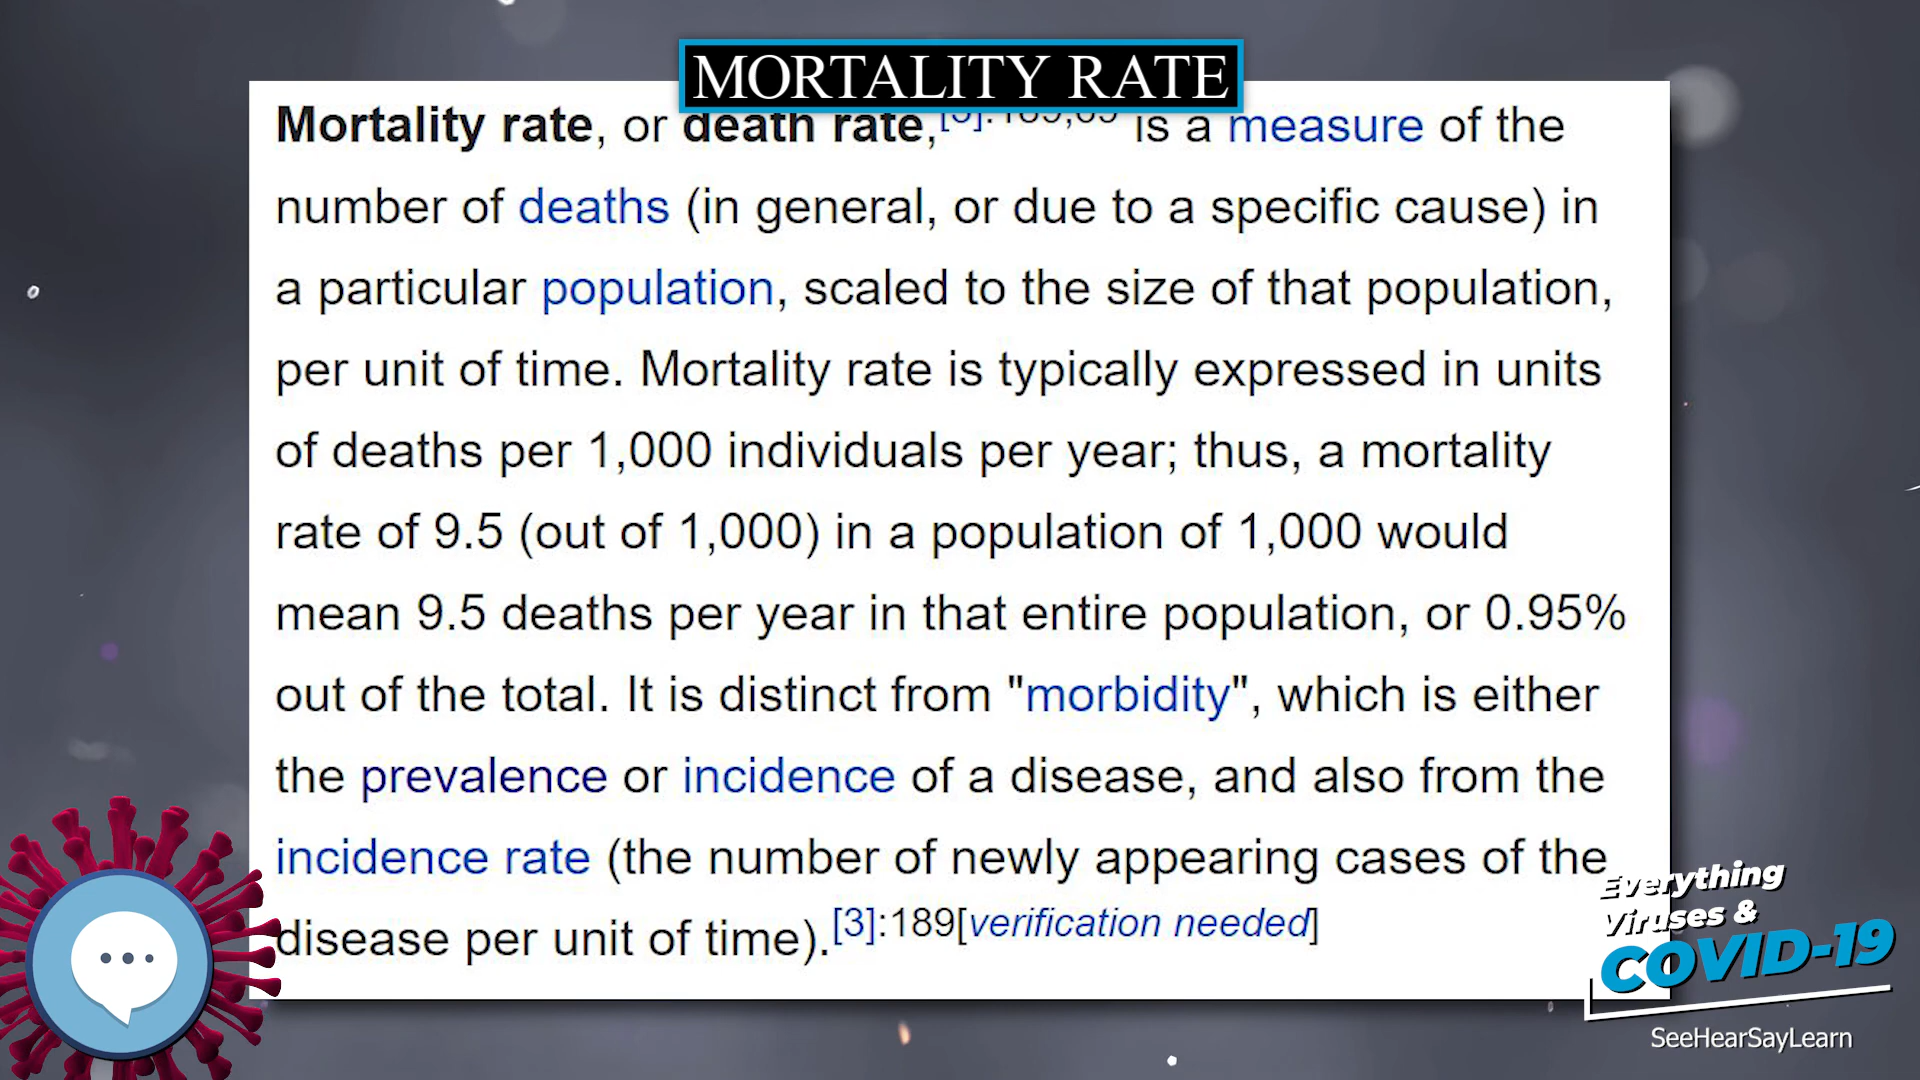 MORTALITY RATE
Mortality rate, or death rate, is a measure of the
number of deaths (in general, or due to a specific cause) in
a particular population, scaled to the size of that population,
per unit of time. Mortality rate is typically expressed in units
of deaths per 1,000 individuals per year; thus, a mortality
rate of 9.5 (out of 1,000) in a population of 1,000 would
mean 9.5 deaths per year in that entire population, or 0.95%
out of the total. It is distinct from "morbidity", which is either
the prevalence or incidence of a disease, and also from the
incidence rate (the number of newly appearing cases of the
disease per unit of time).[3]:189[verification needed]
Everything
Viruses &
COVID-19
SeeHearSayLearn